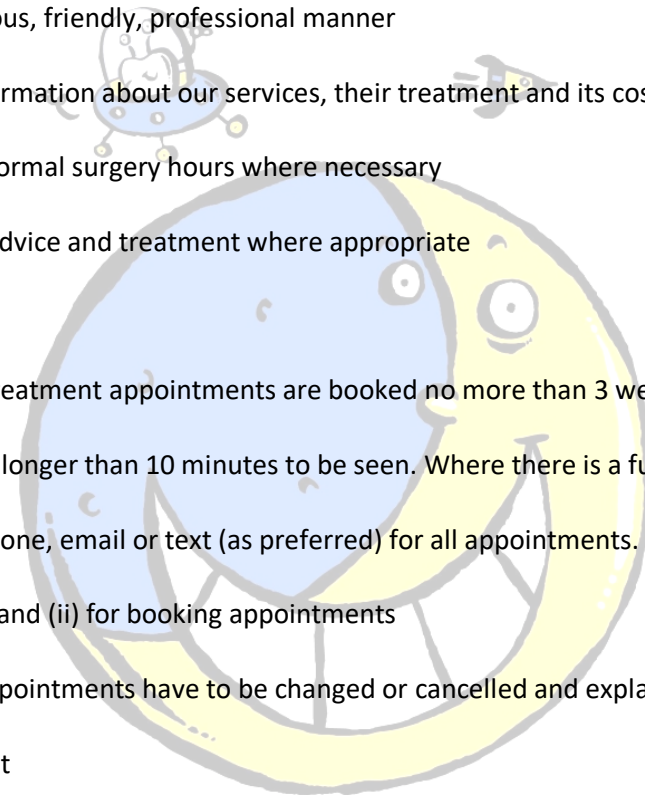 ous, friendly, professional manner
rmation about our services, their treatment and its cos
ormal surgery hours where necessary
dvice and treatment where appropriate
eatment appointments are booked no more than 3 we
longer than 10 minutes to be seen. Where there is a fu
one, email or text (as preferred) for all appointments.
and (ii) for booking appointments
ppointments have to be changed or cancelled and expla
t